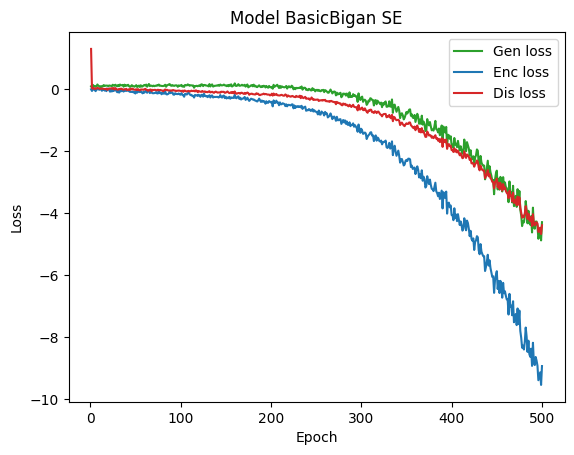 Model BasicBigan SE
Gen loss
Enc loss
Dis loss
0
−2
−4
−6
−8
−10
Loss
0
100
200
300
400
500
Epoch